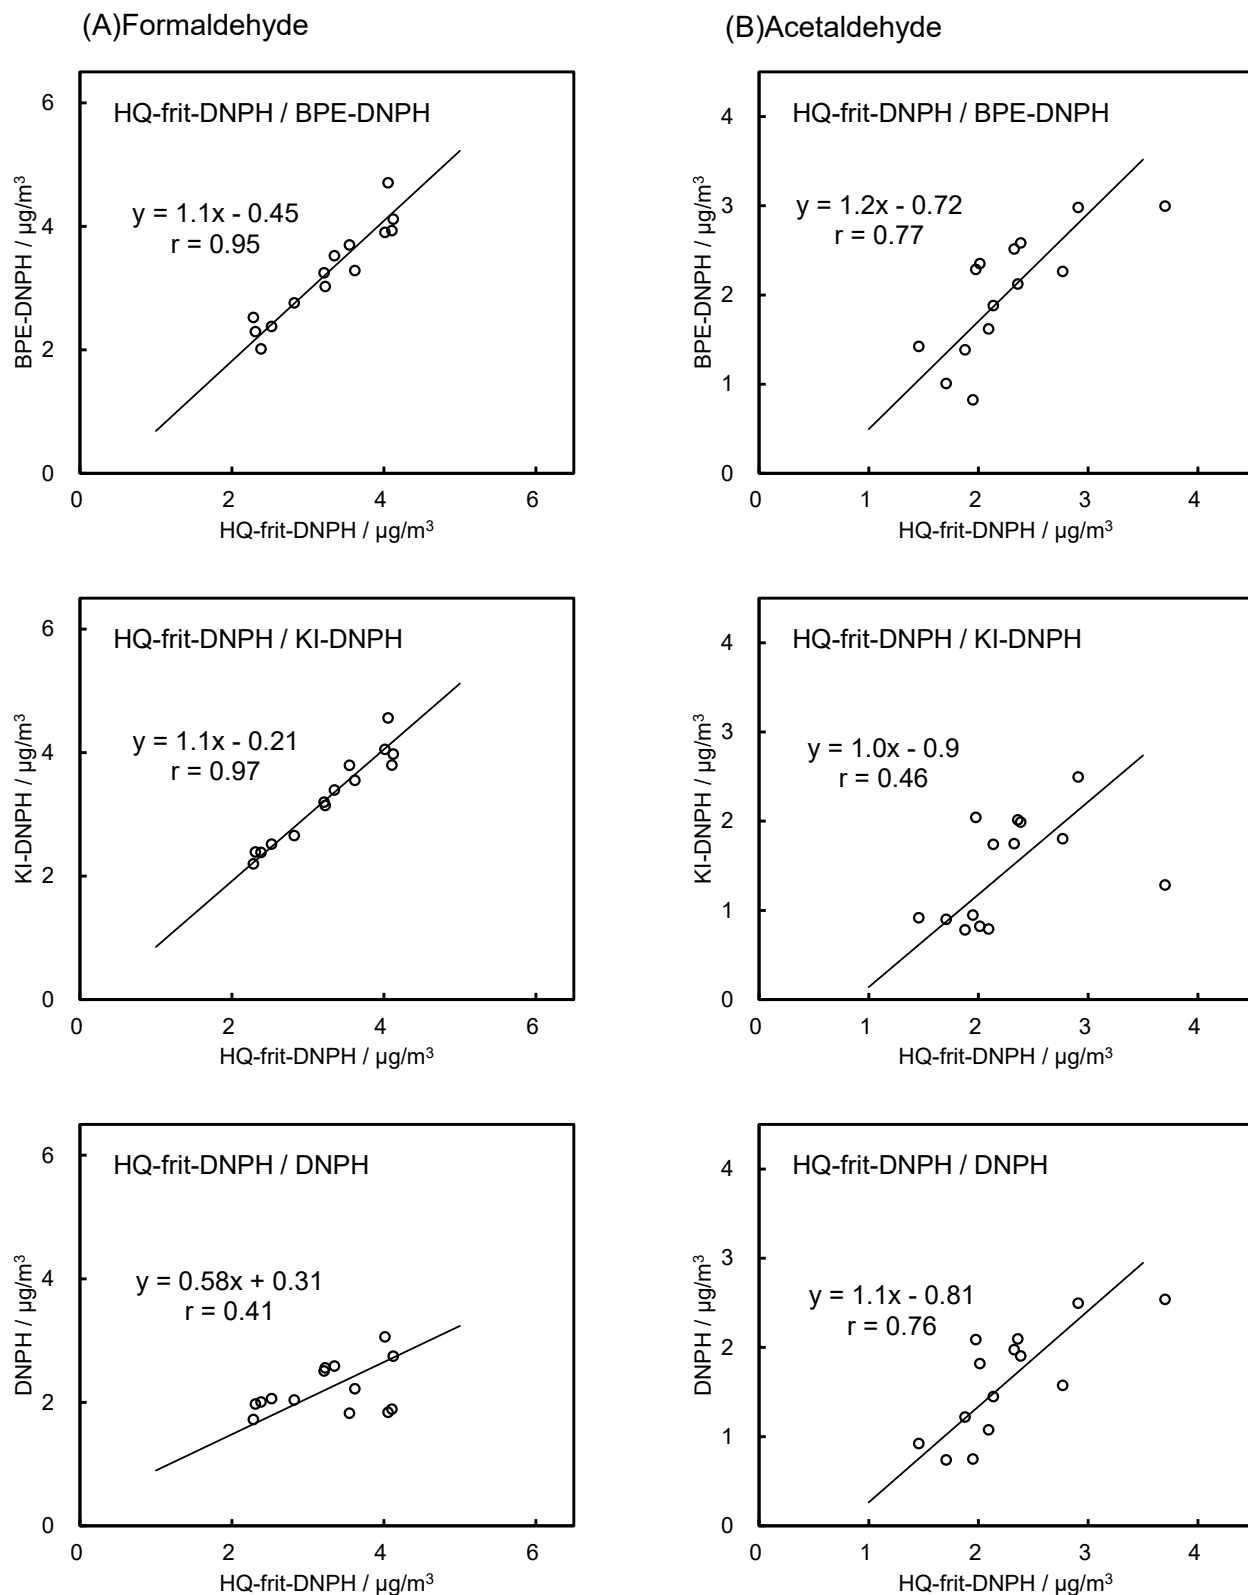 (A)Formaldehyde
HQ-frit-DNPH / BPE-DNPH
y = 1.1x - 0.45
r = 0.95
BPE-DNPH / µg/m³
6
4
2
0
0 2 4 6
HQ-frit-DNPH / µg/m³
(B)Acetaldehyde
HQ-frit-DNPH / BPE-DNPH
y = 1.2x - 0.72
r = 0.77
BPE-DNPH / µg/m³
4
3
2
1
0
0 1 2 3 4
HQ-frit-DNPH / µg/m³
HQ-frit-DNPH / KI-DNPH
y = 1.1x - 0.21
r = 0.97
KI-DNPH / µg/m³
6
4
2
0
0 2 4 6
HQ-frit-DNPH / µg/m³
HQ-frit-DNPH / KI-DNPH
y = 1.0x - 0.9
r = 0.46
KI-DNPH / µg/m³
4
3
2
1
0
0 1 2 3 4
HQ-frit-DNPH / µg/m³
HQ-frit-DNPH / DNPH
y = 0.58x + 0.31
r = 0.41
DNPH / µg/m³
6
4
2
0
0 2 4 6
HQ-frit-DNPH / µg/m³
HQ-frit-DNPH / DNPH
y = 1.1x - 0.81
r = 0.76
DNPH / µg/m³
4
3
2
1
0
0 1 2 3 4
HQ-frit-DNPH / µg/m³